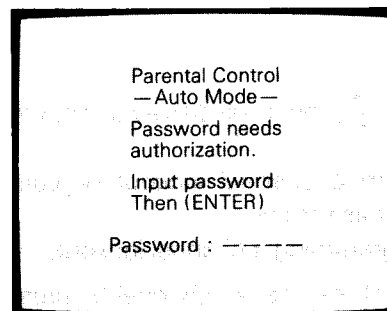 Parental Control
—Auto Mode—
Password needs
authorization.
Input password
Then (ENTER)
Password : — — — —